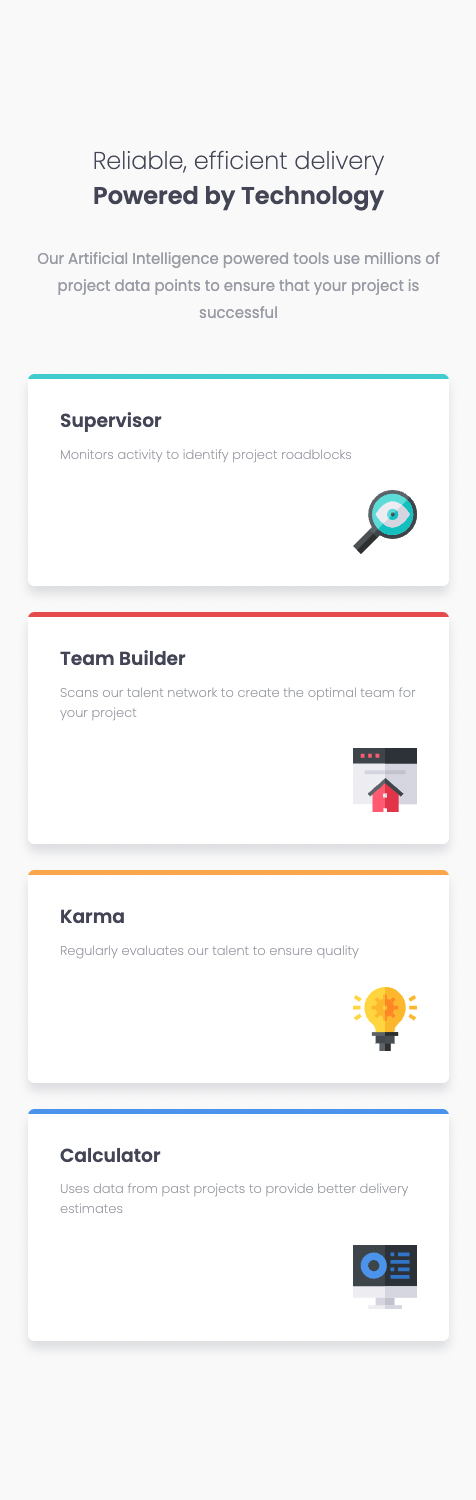 Reliable, efficient delivery
Powered by Technology
Our Artificial Intelligence powered tools use millions of
project data points to ensure that your project is
successful
Supervisor
Monitors activity to identify project roadblocks
Team Builder
Scans our talent network to create the optimal team for
your project
Karma
Regularly evaluates our talent to ensure quality
Calculator
Uses data from past projects to provide better delivery
estimates